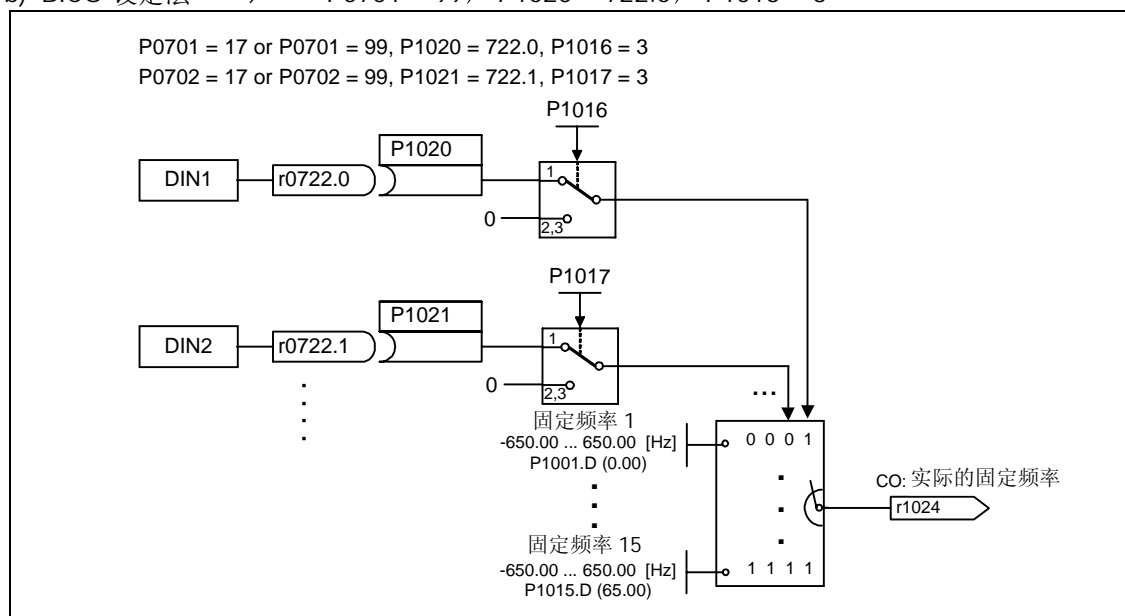 P0701 = 17 or P0701 = 99, P1020 = 722.0, P1016 = 3
P0702 = 17 or P0702 = 99, P1021 = 722.1, P1017 = 3
P1016
P1020
DIN1
r0722.0
1
0
2,3
P1017
P1021
DIN2
r0722.1
1
0
2,3
...
固定频率 1
-650.00 ... 650.00 [Hz]
P1001.D (0.00)
0 0 0 1
CO: 实际的固定频率
r1024
固定频率 15
-650.00 ... 650.00 [Hz]
P1015.D (65.00)
1 1 1 1